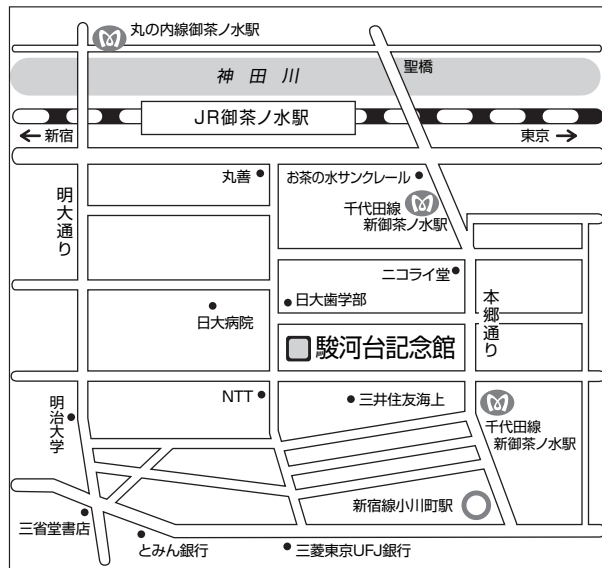 丸の内線御茶ノ水駅
神田川
聖橋
JR御茶ノ水駅
←新宿
東京→
丸善
お茶の水サンクレール
千代田線
新御茶ノ水駅
明大通り
ニコライ堂
日大歯学部
本郷通り
日大病院
駿河台記念館
NTT
三井住友海上
明治大学
千代田線
新御茶ノ水駅
新宿線小川町駅
三省堂書店
とみん銀行
三菱東京UFJ銀行